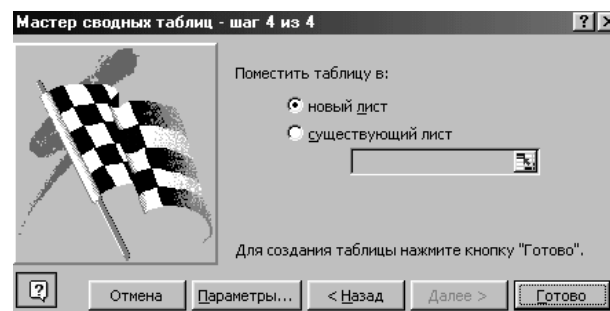 Мастер сводных таблиц - шаг 4 из 4
Поместить таблицу в:
новый лист
существующий лист
Для создания таблицы нажмите кнопку "Готово".
Отмена Параметры... < Назад Далее > Готово